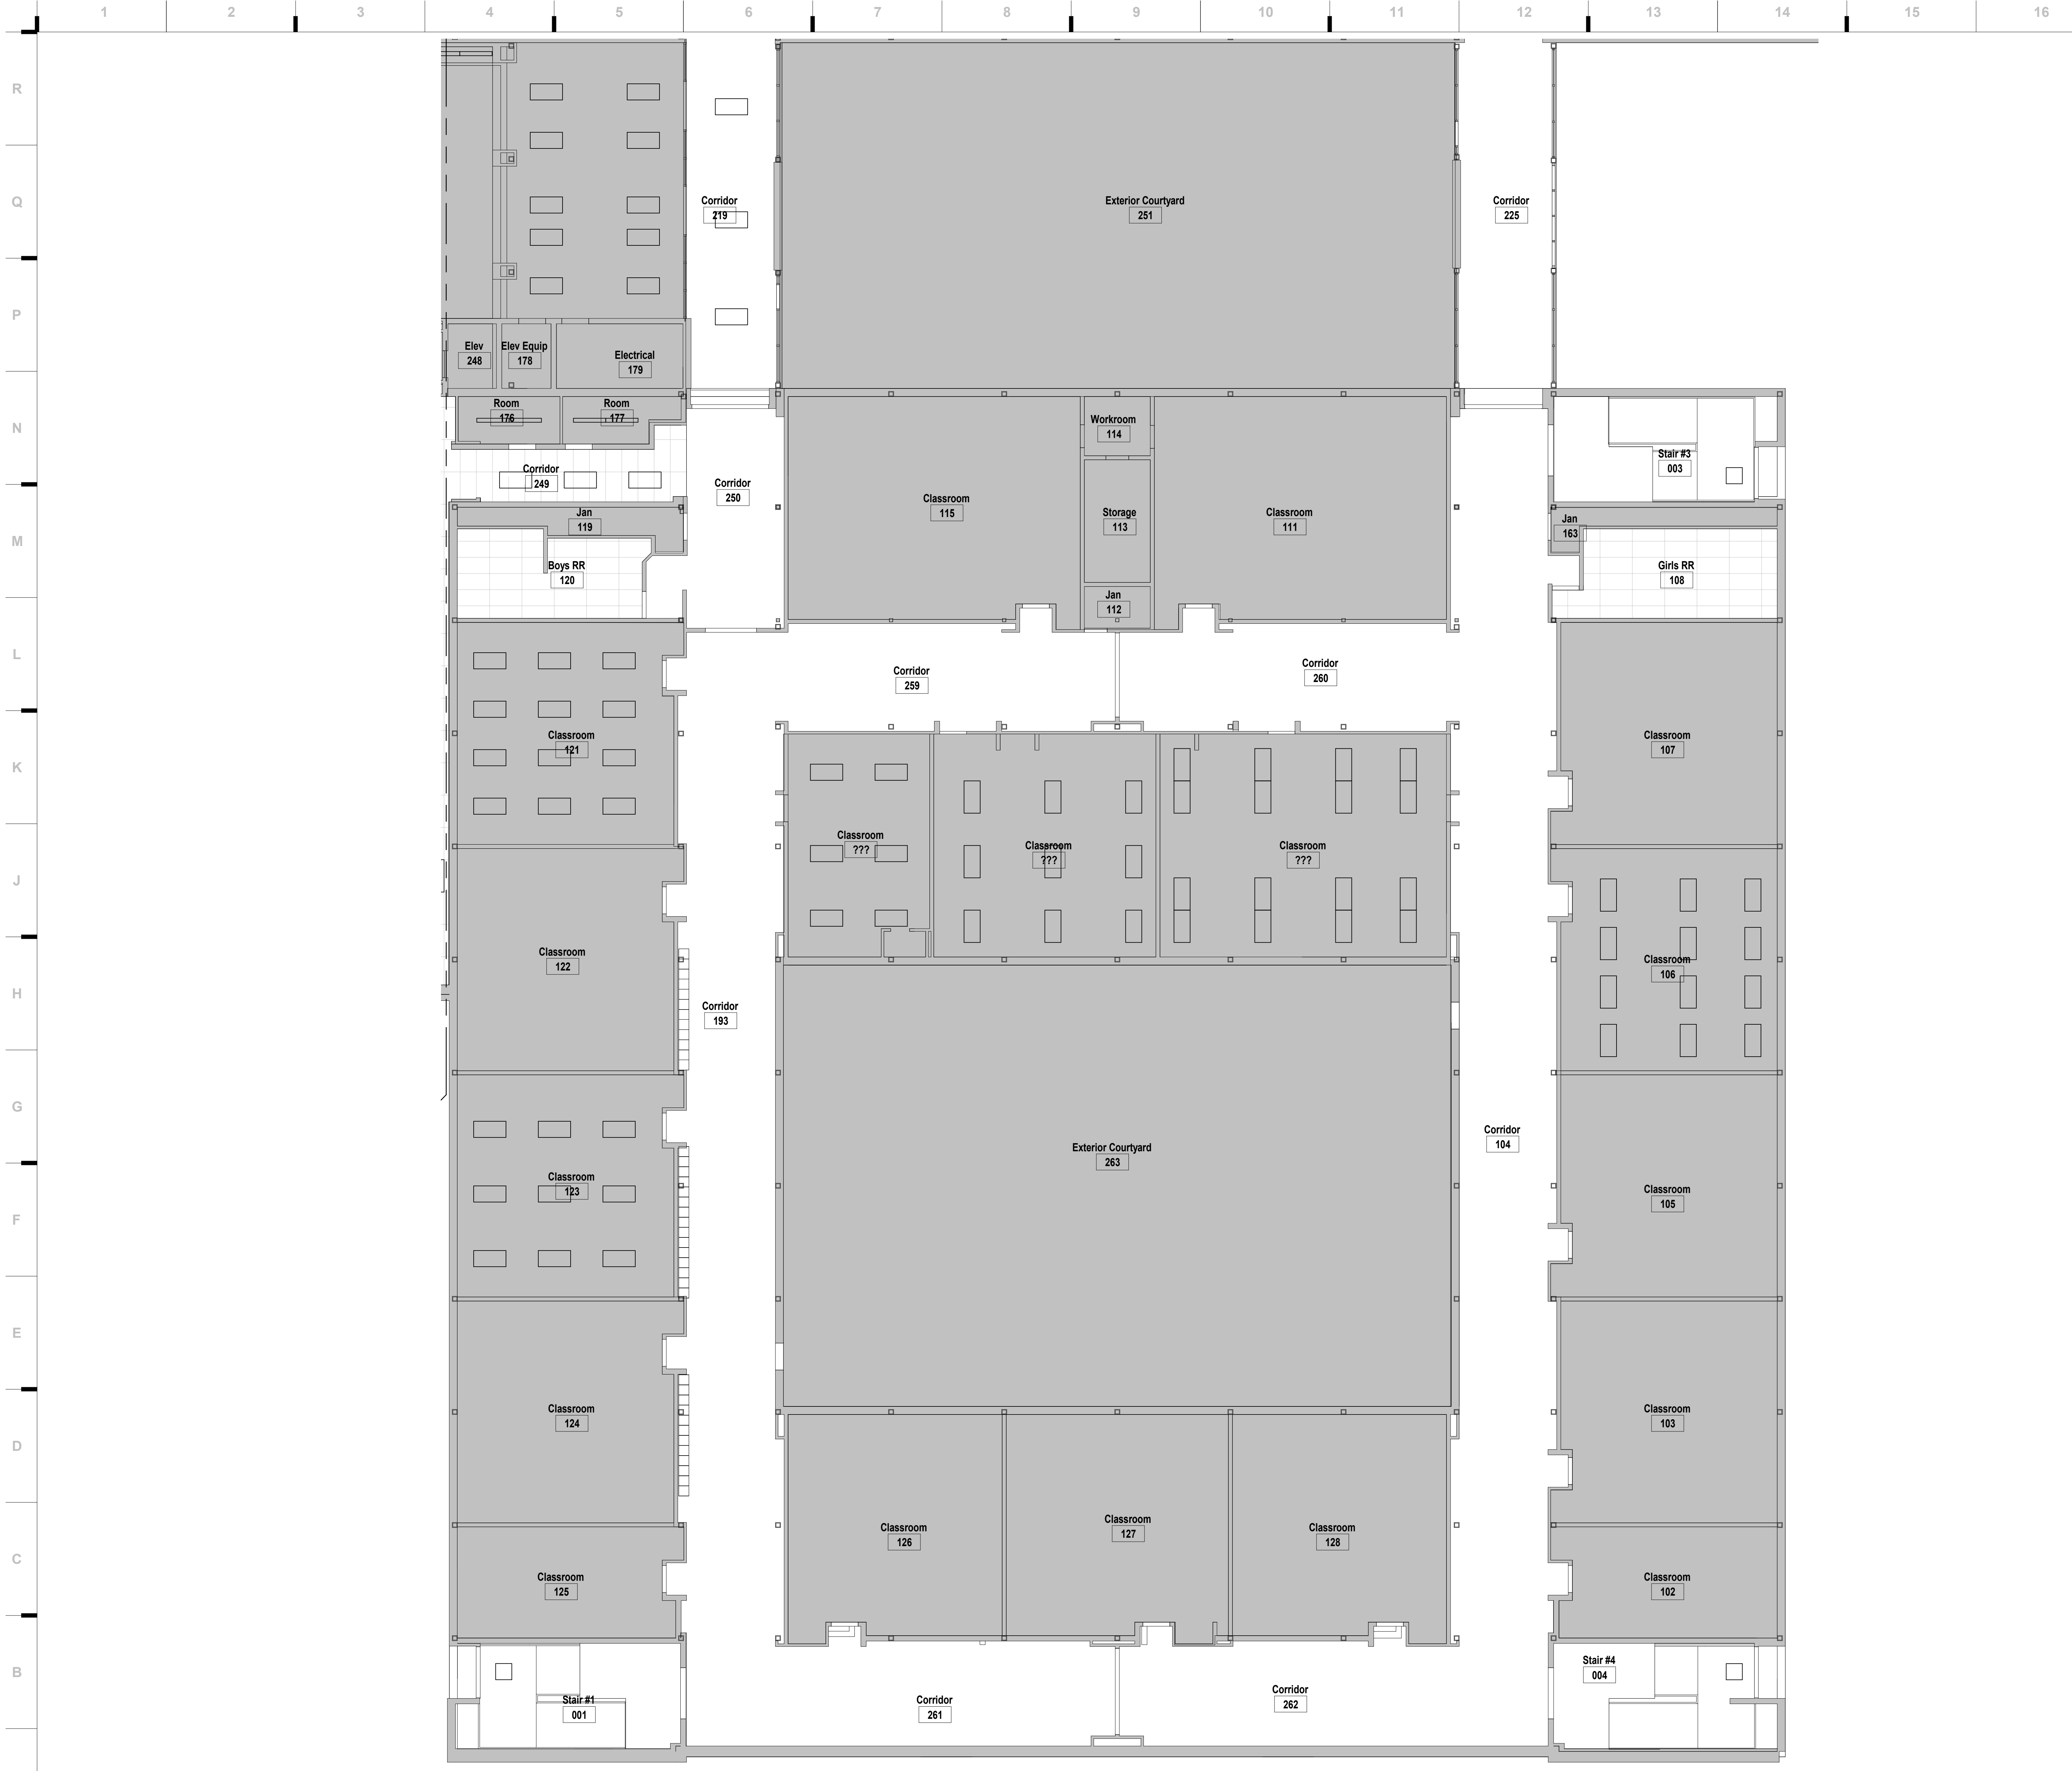 1 2 3 4 5 6 7 8 9 10 11 12 13 14 15 16
R
Q
Corridor
219
Exterior Courtyard
251
Corridor
225
P
Elev
248
Elev Equip
178
Electrical
179
N
Room
176
Room
177
Workroom
114
Stair #3
003
Corridor
249
Corridor
250
Classroom
115
Storage
113
Classroom
111
Jan
119
Jan
163
M
Boys RR
120
Girls RR
108
Jan
112
L
Corridor
259
Corridor
260
K
Classroom
121
Classroom
107
Classroom
???
Classroom
???
Classroom
???
J
Classroom
122
Classroom
106
H
Corridor
193
G
Corridor
104
Exterior Courtyard
263
Classroom
123
Classroom
105
F
E
Classroom
124
Classroom
103
D
Classroom
126
Classroom
127
Classroom
128
C
Classroom
125
Classroom
102
B
Stair #4
004
Stair #1
001
Corridor
261
Corridor
262